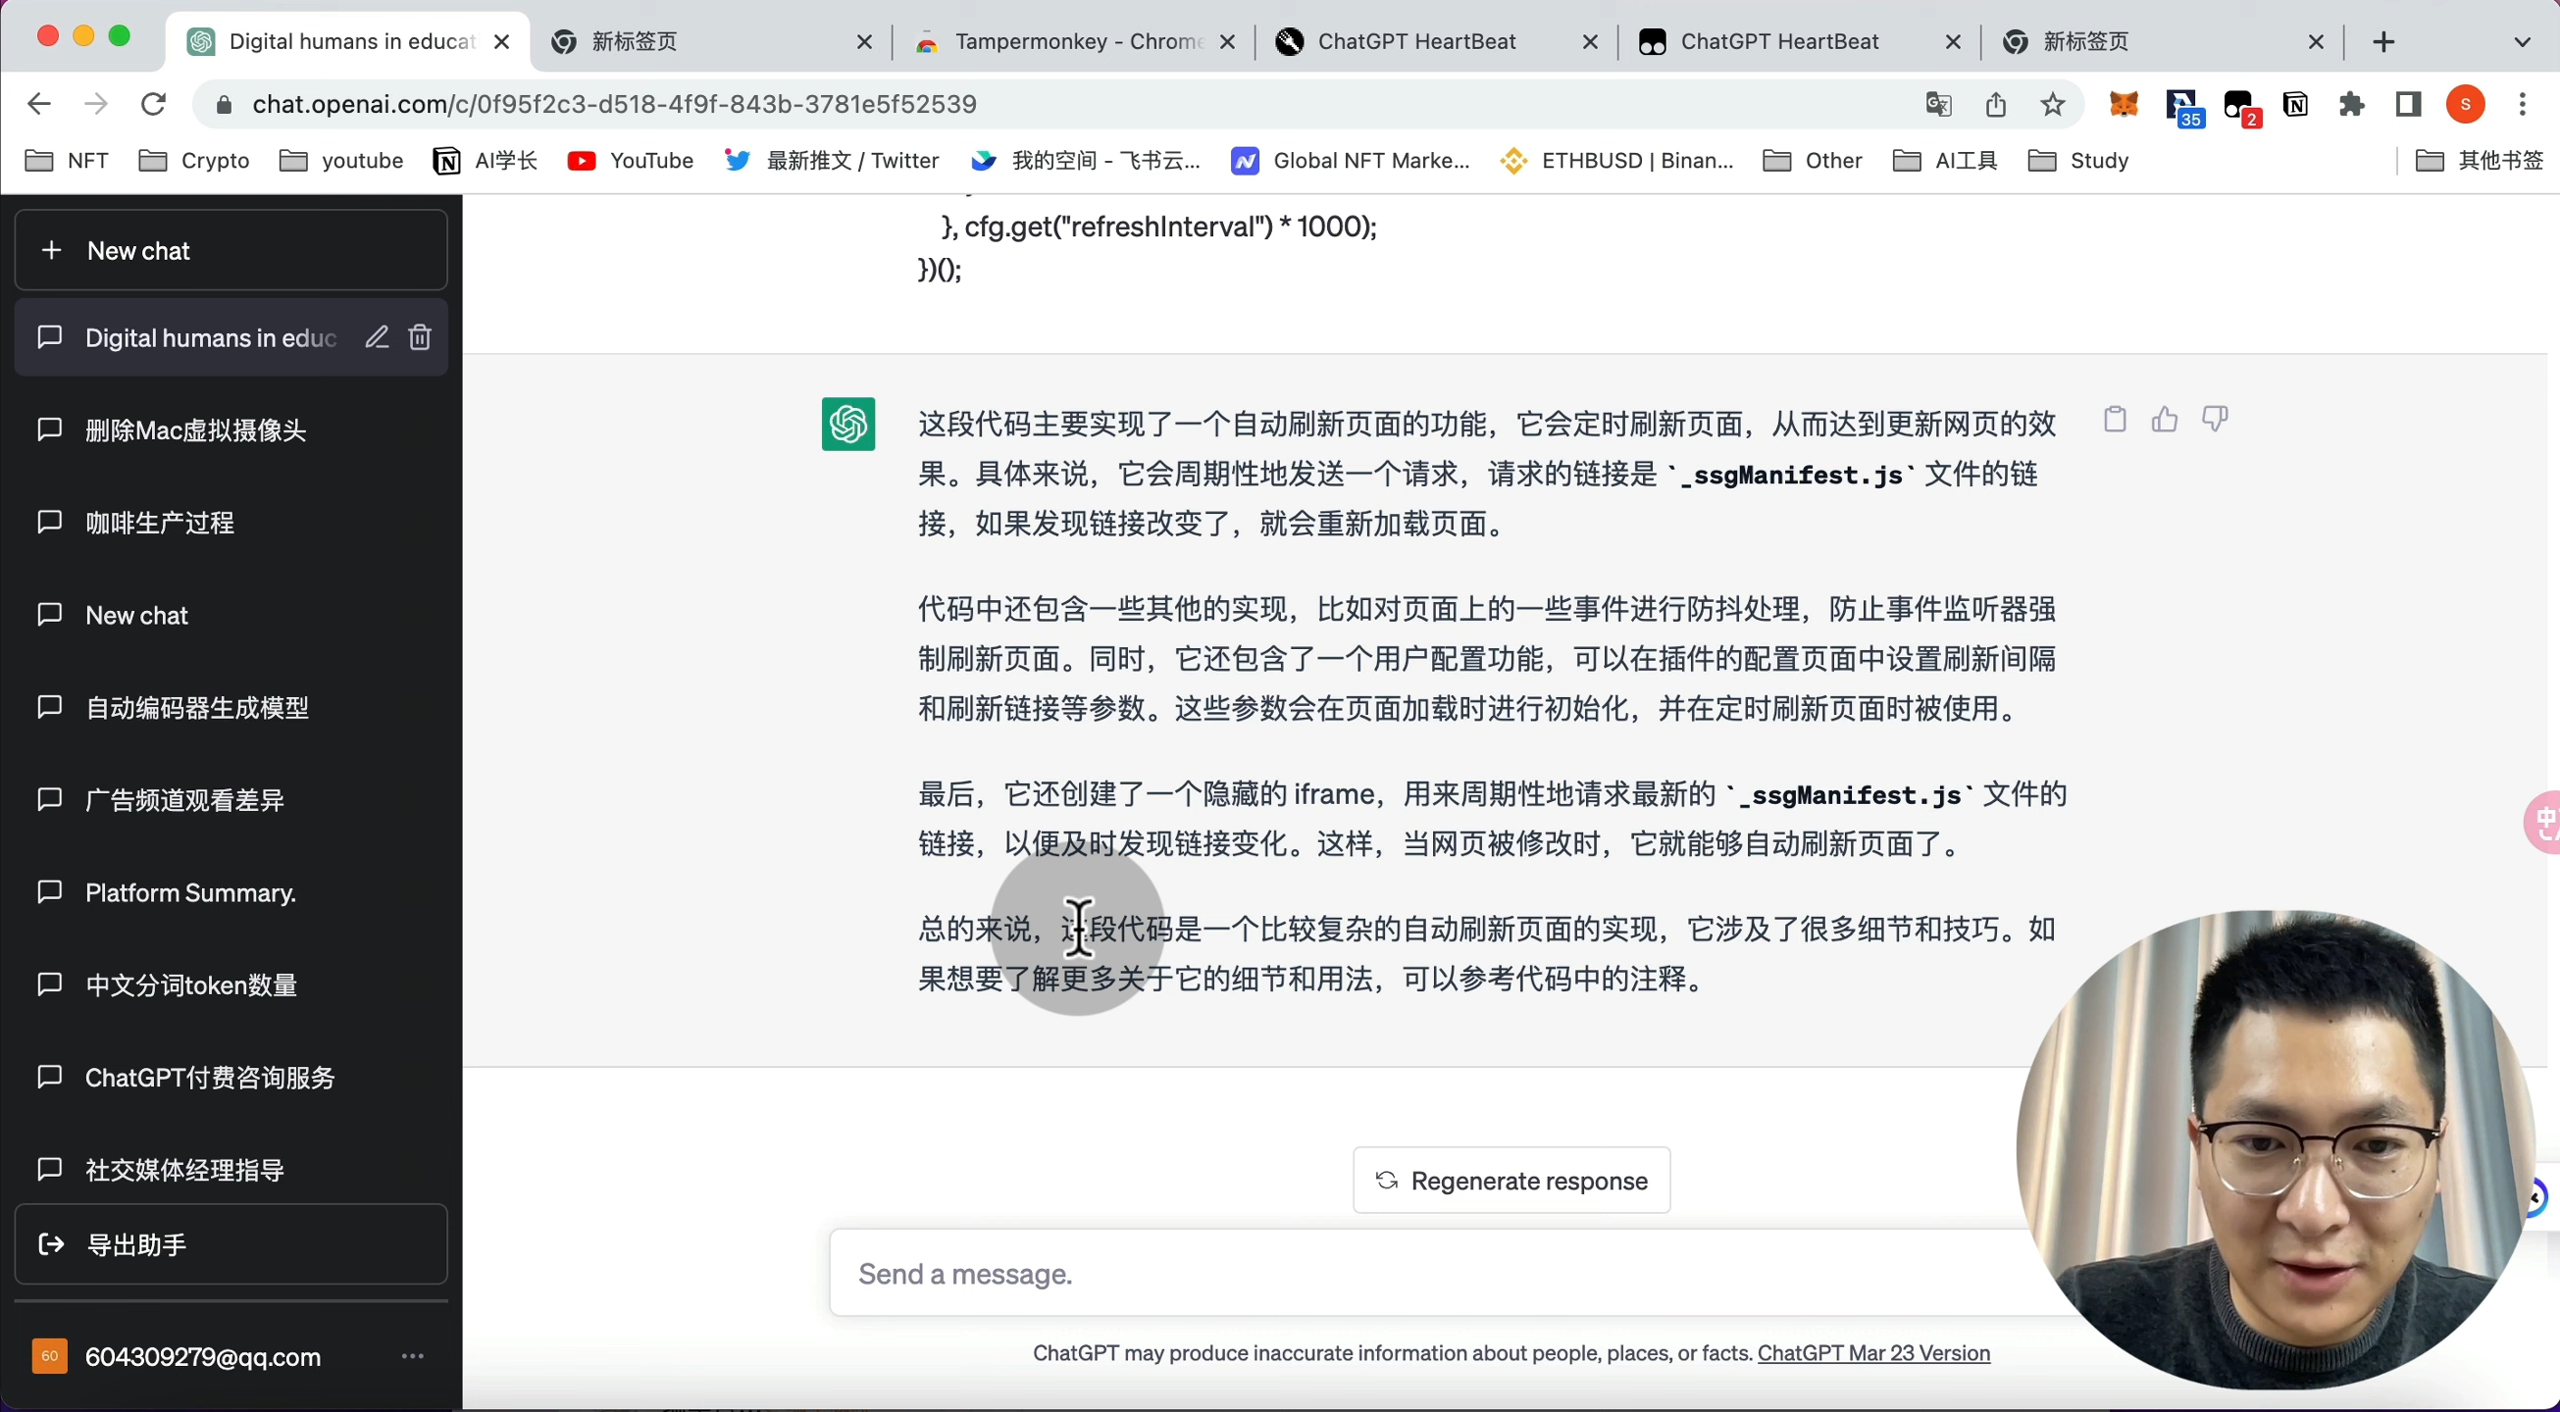 Digital humans in educat
新标签页
Tampermonkey - Chrome
ChatGPT HeartBeat
ChatGPT HeartBeat
新标签页
chat.openai.com/c/0f95f2c3-d518-4f9f-843b-3781e5f52539
35
2
S
NFT
Crypto
youtube
AI学长
YouTube
最新推文 / Twitter
我的空间 - 飞书云...
Global NFT Marke...
ETHBUSD | Binan...
Other
AI工具
Study
其他书签
New chat
Digital humans in educ
删除Mac虚拟摄像头
咖啡生产过程
New chat
自动编码器生成模型
广告频道观看差异
Platform Summary.
中文分词token数量
ChatGPT付费咨询服务
社交媒体经理指导
导出助手
60
604309279@qq.com
}, cfg.get("refreshInterval") * 1000);
})();
这段代码主要实现了一个自动刷新页面的功能，它会定时刷新页面，从而达到更新网页的效
果。具体来说，它会周期性地发送一个请求，请求的链接是 `_ssgManifest.js` 文件的链
接，如果发现链接改变了，就会重新加载页面。
代码中还包含一些其他的实现，比如对页面上的一些事件进行防抖处理，防止事件监听器强
制刷新页面。同时，它还包含了一个用户配置功能，可以在插件的配置页面中设置刷新间隔
和刷新链接等参数。这些参数会在页面加载时进行初始化，并在定时刷新页面时被使用。
最后，它还创建了一个隐藏的 iframe，用来周期性地请求最新的 `_ssgManifest.js` 文件的
链接，以便及时发现链接变化。这样，当网页被修改时，它就能够自动刷新页面了。
总的来说，这段代码是一个比较复杂的自动刷新页面的实现，它涉及了很多细节和技巧。如
果想要了解更多关于它的细节和用法，可以参考代码中的注释。
中
Regenerate response
Send a message.
ChatGPT may produce inaccurate information about people, places, or facts. ChatGPT Mar 23 Version